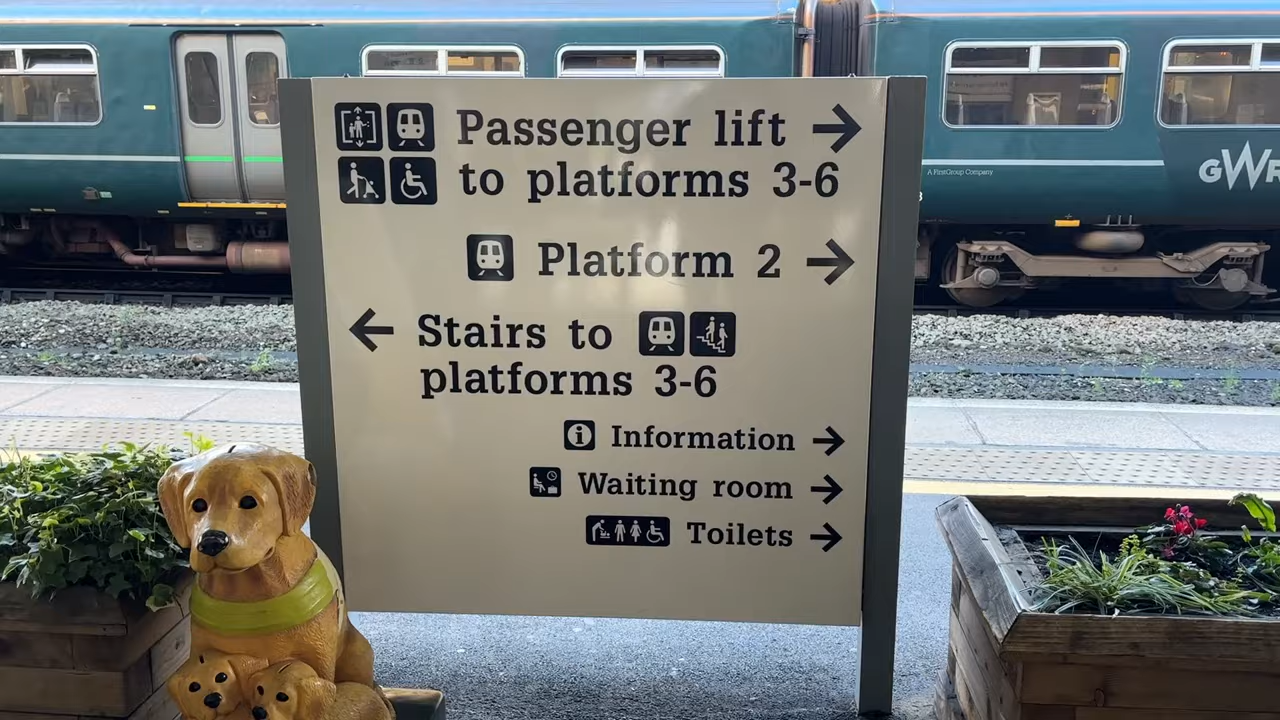 Passenger lift
to platforms 3-6
Platform 2
Stairs to
platforms 3-6
Information
Waiting room
Toilets
A FirstGroup Company
GWR